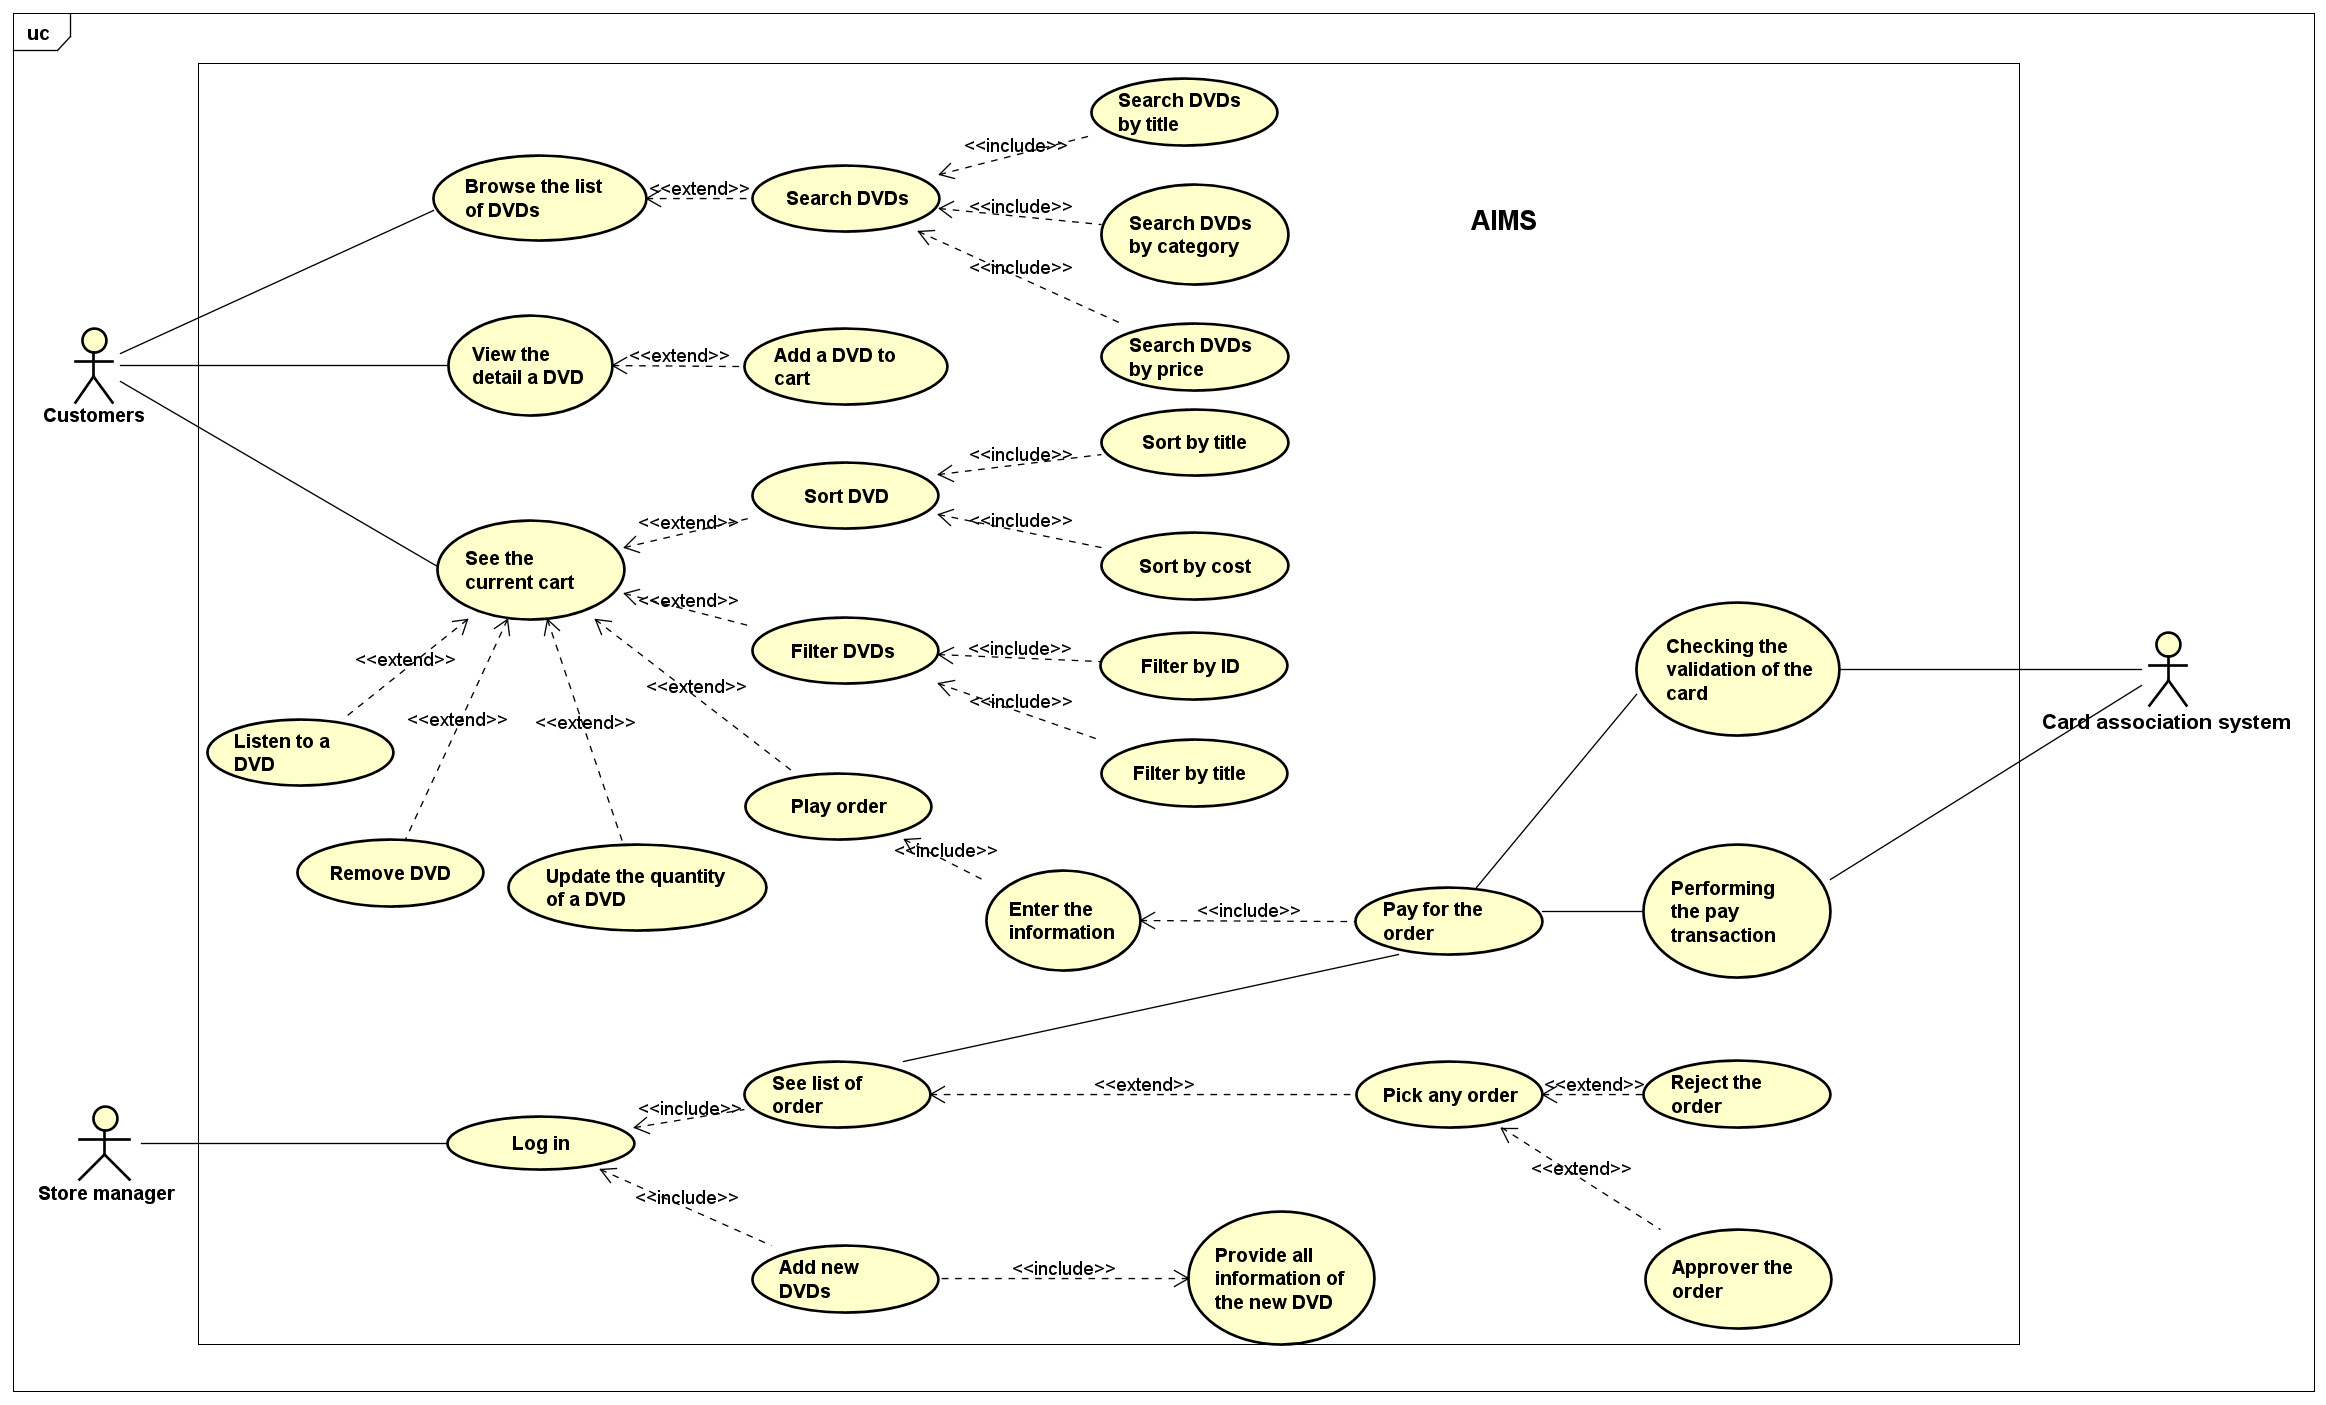 uc
AIMS
Search DVDs
by title
<<include>>
Browse the list
of DVDs
<<extend>>
Search DVDs
<<include>>
Search DVDs
by category
<<include>>
Search DVDs
by price
Customers
View the
detail a DVD
<<extend>>
Add a DVD to
cart
Sort by title
<<include>>
Sort DVD
<<extend>>
<<include>>
Sort by cost
See the
current cart
<<extend>>
Filter DVDs
<<include>>
Filter by ID
<<include>>
Filter by title
Checking the
validation of the
card
Card association system
<<extend>>
<<extend>>
<<extend>>
<<extend>>
Listen to a
DVD
Play order
Remove DVD
Update the quantity
of a DVD
<<include>>
Enter the
information
<<include>>
Pay for the
order
Performing
the pay
transaction
See list of
order
<<extend>>
Pick any order
<<extend>>
Reject the
order
<<include>>
Log in
Store manager
<<extend>>
<<include>>
Add new
DVDs
<<include>>
Provide all
information of
the new DVD
Approver the
order